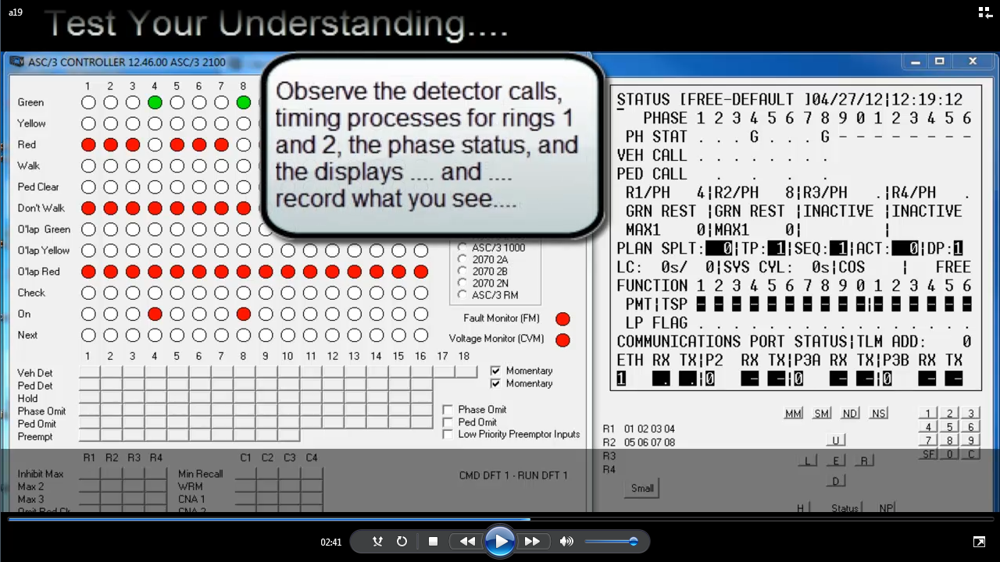 a19
Test Your Understanding....
ASC/3 CONTROLLER 12.46.00 ASC/3 2100
Observe the detector calls,
timing processes for rings 1
and 2, the phase status, and
the displays .... and ....
record what you see....
1 2 3 4 5 6 7 8
Green
Yellow
Red
Walk
Ped Clear
Don't Walk
O'lap Green
O'lap Yellow
O'lap Red
Check
On
Next
ASC/3 1000
2070 2A
2070 2B
2070 2N
ASC/3 RM
Fault Monitor (FM)
Voltage Monitor (CVM)
1 2 3 4 5 6 7 8 9 10 11 12 13 14 15 16 17 18
Veh Det
Ped Det
Hold
Phase Omit
Ped Omit
Preempt
Momentary
Momentary
Phase Omit
Ped Omit
Low Priority Preemptor Inputs
R1 R2 R3 R4 C1 C2 C3 C4
Inhibit Max
Max 2
Max 3
Min Recall
WRM
CNA 1
CMD DFT 1 - RUN DFT 1
STATUS [FREE-DEFAULT ]04/27/12|12:19:12
PHASE 1 2 3 4 5 6 7 8 9 0 1 2 3 4 5 6
PH STAT . . . G . . . G - - - - - - - -
VEH CALL . . . . . . . .
PED CALL . . . .
R1/PH 4|R2/PH 8|R3/PH .|R4/PH .
GRN REST |GRN REST |INACTIVE |INACTIVE
MAX1 0|MAX1 0| |
PLAN SPLT: 0|TP: 1|SEQ: 1|ACT: 0|DP:1
LC: 0s/ 0|SYS CYL: 0s|COS | FREE
FUNCTION 1 2 3 4 5 6 7 8 9 0 1 2 3 4 5 6
PMT|TSP - - - - - - - - - -|- - - - - -
LP FLAG . . . . . . . . . . . . . . . .
COMMUNICATIONS PORT STATUS|TLM ADD: 0
ETH RX TX|P2 RX TX|P3A RX TX|P3B RX TX
1 . .|0 - -|0 - -|0 - -
R1 01 02 03 04
R2 05 06 07 08
R3
R4
Small
MM SM ND NS
U
L E R
D
H Status NP
1 2 3
4 5 6
7 8 9
SF 0 C
02:41